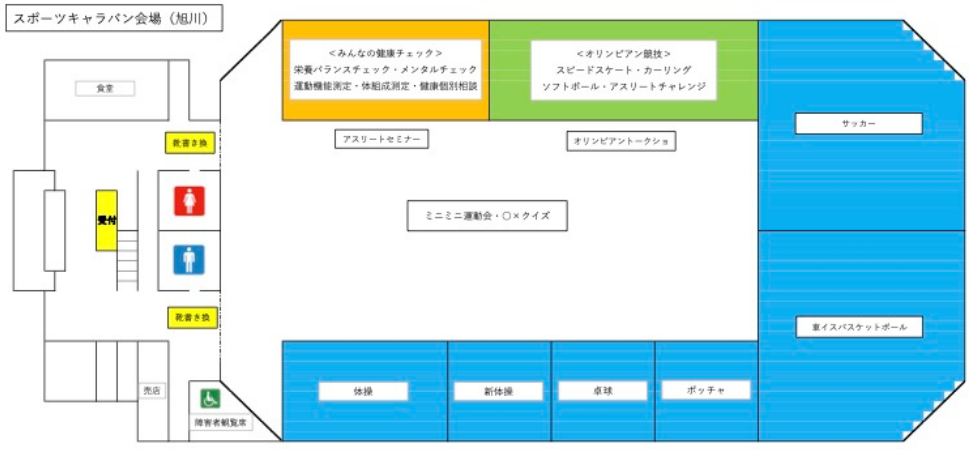 スポーツキャラバン会場（旭川）
＜みんなの健康チェック＞
栄養バランスチェック・メンタルチェック
運動機能測定・体組成測定・健康個別相談
＜オリンピアン競技＞
スピードスケート・カーリング
ソフトボール・アスリートチャレンジ
食堂
サッカー
靴書き換
アスリートセミナー
オリンピアントークショ
受付
ミニミニ運動会・○×クイズ
靴書き換
車イスバスケットボール
売店
体操
新体操
卓球
ボッチャ
障害者観覧席